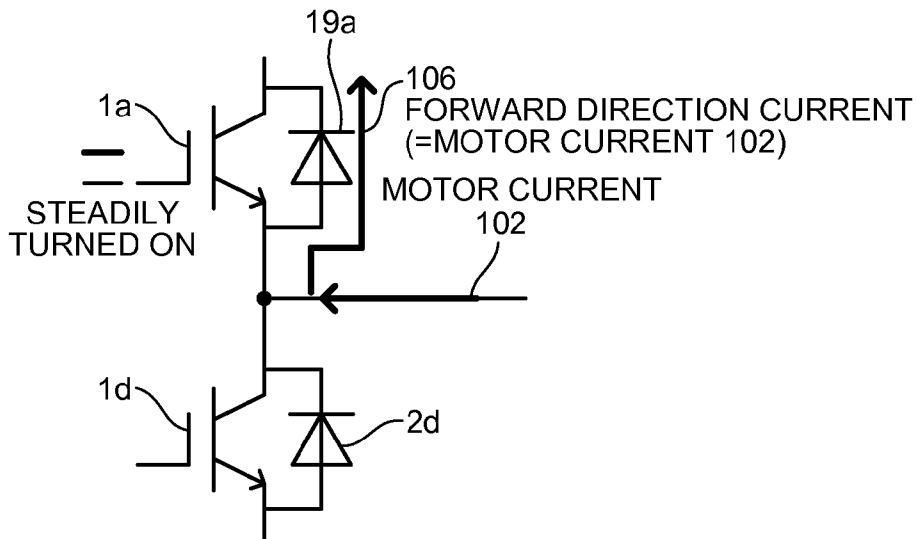 19a
106
1a
FORWARD DIRECTION CURRENT
(=MOTOR CURRENT 102)
MOTOR CURRENT
102
STEADILY
TURNED ON
1d
2d